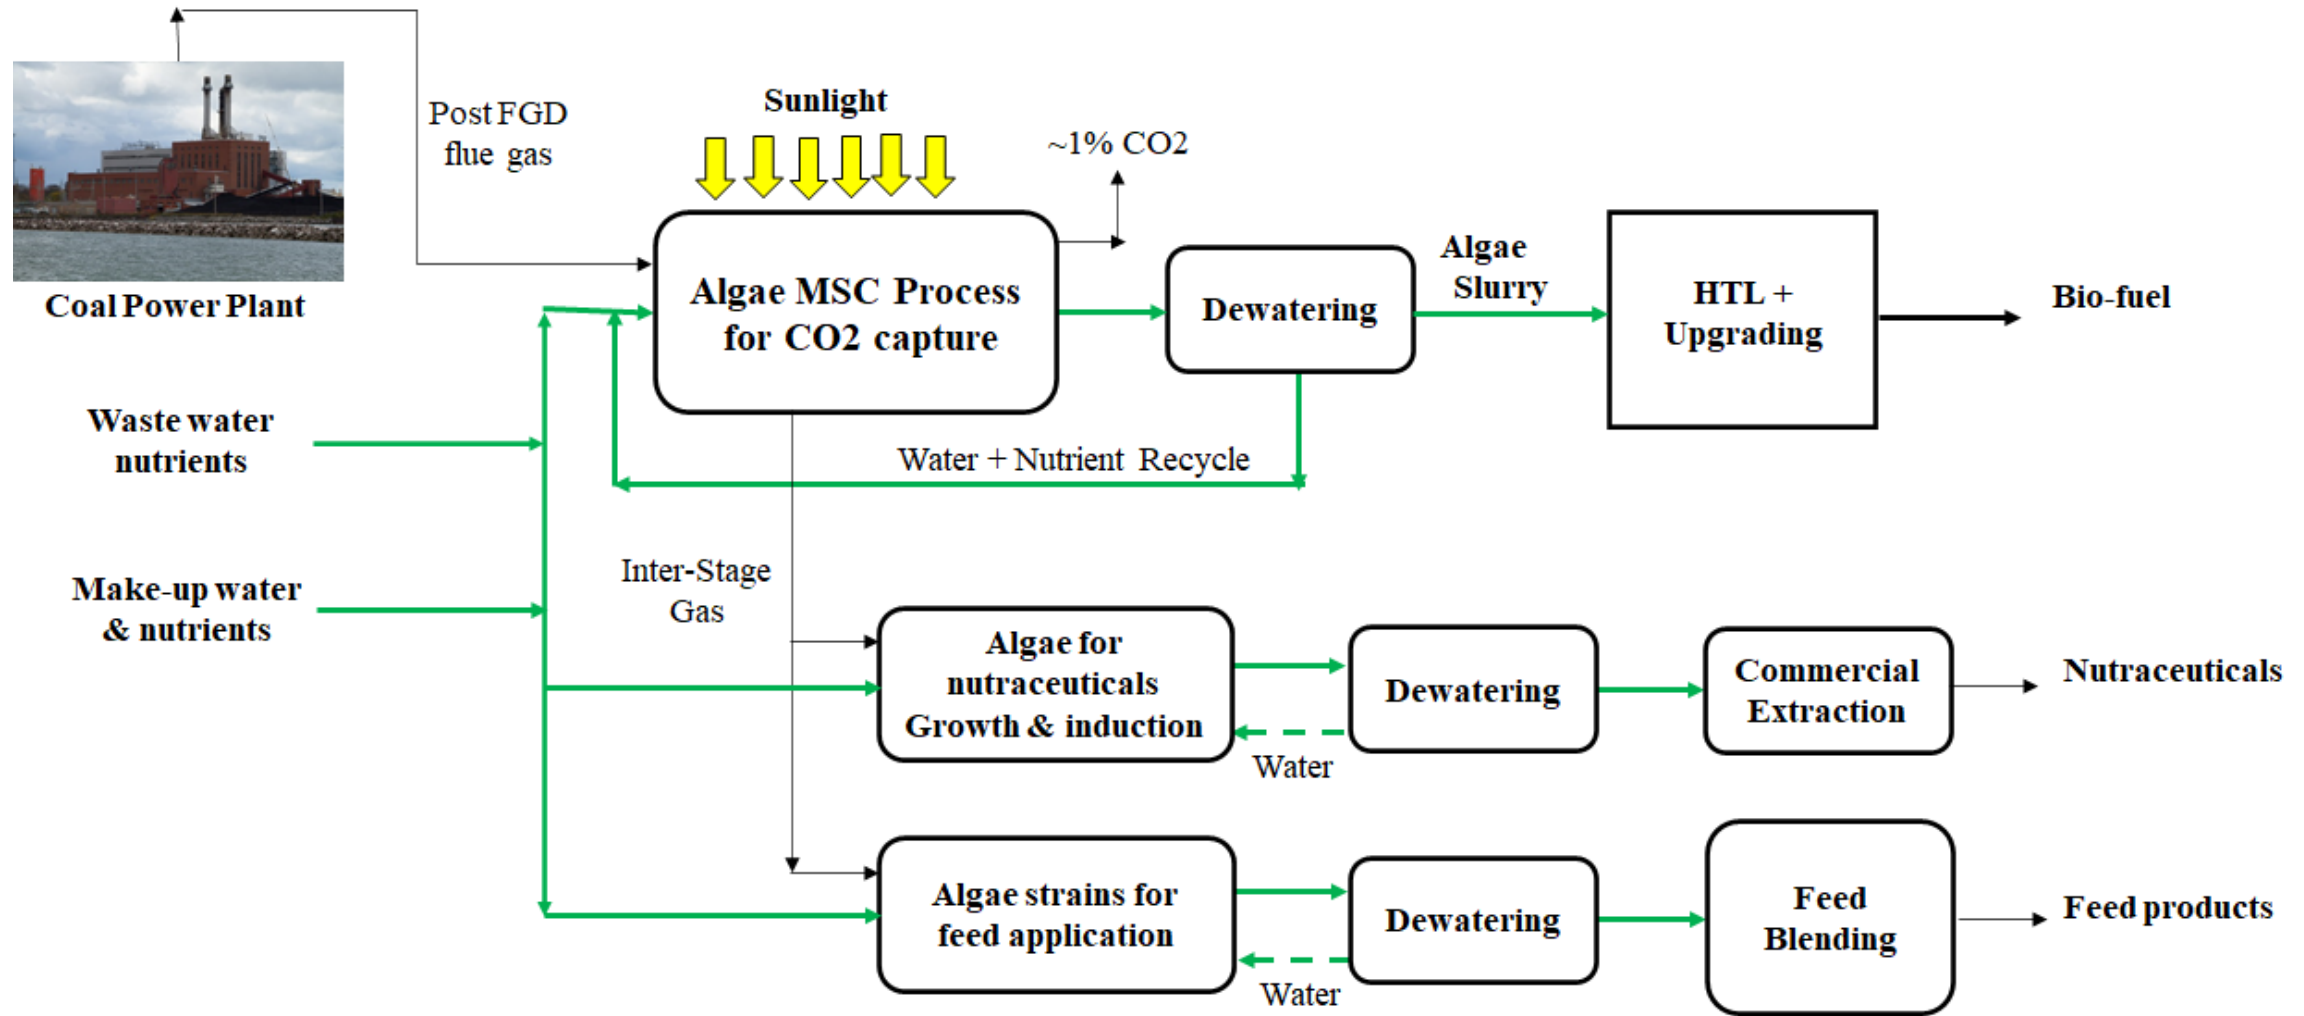 Post FGD
flue gas
Sunlight
~1% CO2
Coal Power Plant
Algae MSC Process
for CO2 capture
Dewatering
Algae
Slurry
HTL +
Upgrading
Bio-fuel
Waste water
nutrients
Water + Nutrient Recycle
Make-up water
& nutrients
Inter-Stage
Gas
Algae for
nutraceuticals
Growth & induction
Water
Dewatering
Commercial
Extraction
Nutraceuticals
Algae strains for
feed application
Water
Dewatering
Feed
Blending
Feed products